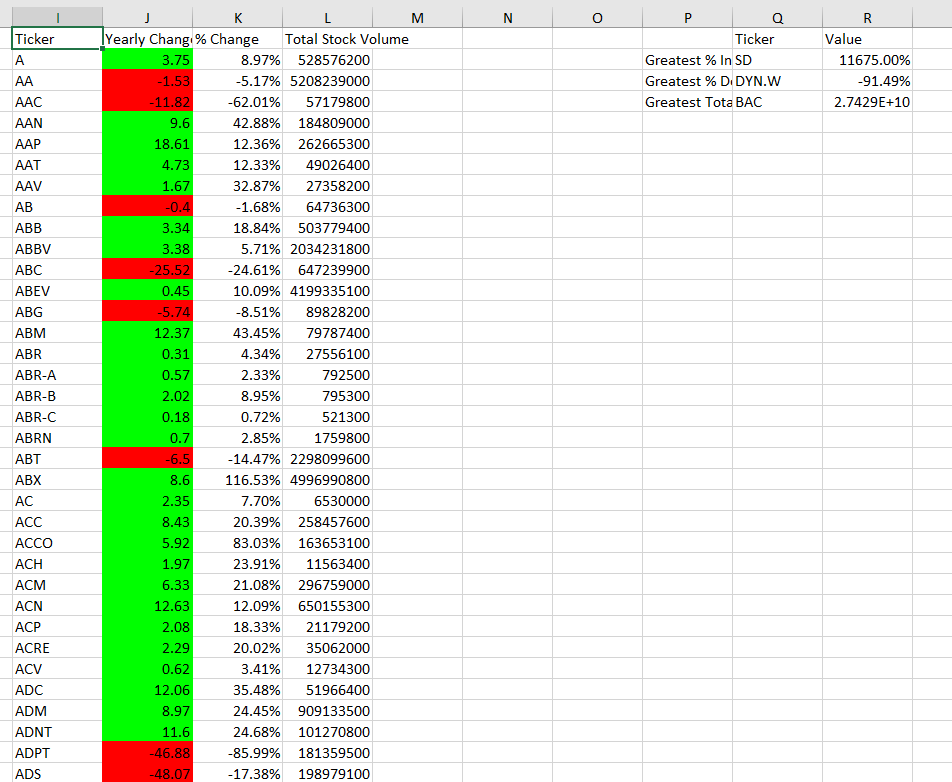 I J K L M N O P Q R
Ticker Yearly Chang % Change Total Stock Volume Ticker Value
A 3.75 8.97% 528576200 Greatest % In SD 11675.00%
AA -1.53 -5.17% 5208239000 Greatest % De DYN.W -91.49%
AAC -11.82 -62.01% 57179800 Greatest Tota BAC 2.7429E+10
AAN 9.6 42.88% 184809000
AAP 18.61 12.36% 262665300
AAT 4.73 12.33% 49026400
AAV 1.67 32.87% 27358200
AB -0.4 -1.68% 64736300
ABB 3.34 18.84% 503779400
ABBV 3.38 5.71% 2034231800
ABC -25.52 -24.61% 647239900
ABEV 0.45 10.09% 4199335100
ABG -5.74 -8.51% 89828200
ABM 12.37 43.45% 79787400
ABR 0.31 4.34% 27556100
ABR-A 0.57 2.33% 792500
ABR-B 2.02 8.95% 795300
ABR-C 0.18 0.72% 521300
ABRN 0.7 2.85% 1759800
ABT -6.5 -14.47% 2298099600
ABX 8.6 116.53% 4996990800
AC 2.35 7.70% 6530000
ACC 8.43 20.39% 258457600
ACCO 5.92 83.03% 163653100
ACH 1.97 23.91% 11563400
ACM 6.33 21.08% 296759000
ACN 12.63 12.09% 650155300
ACP 2.08 18.33% 21179200
ACRE 2.29 20.02% 35062000
ACV 0.62 3.41% 12734300
ADC 12.06 35.48% 51966400
ADM 8.97 24.45% 909133500
ADNT 11.6 24.68% 101270800
ADPT -46.88 -85.99% 181359500
ADS -48.07 -17.38% 198979100